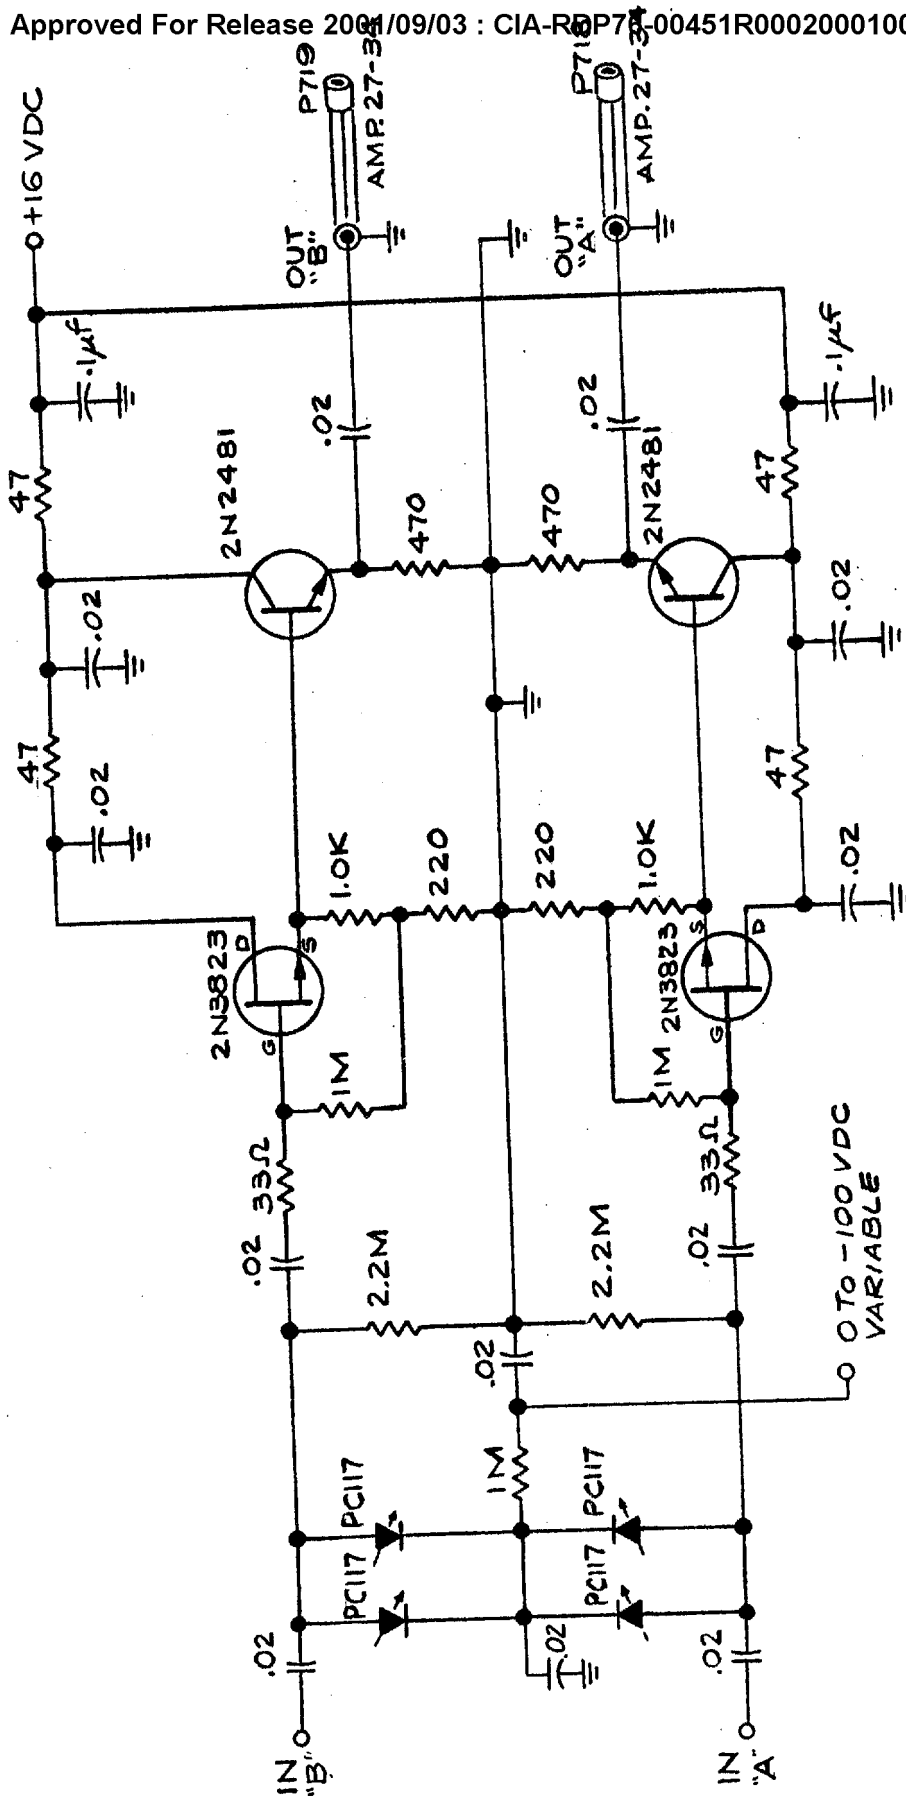 Approved For Release 2001/09/03 : CIA-RDP78-00451R0002000100
+16 VDC
P719
AMP. 27-34
OUT
"B"
P718
AMP. 27-34
OUT
"A"
.1µf
47
2N2481
.02
470
470
.02
2N2481
.1µf
47
.02
47
.02
.02
47
.02
1.0K
220
220
1.0K
2N3823
D
S
G
1M
2N3823
S
D
G
1M
33Ω
.02
2.2M
33Ω
.02
2.2M
.02
0 TO -100 VDC
VARIABLE
1M
PC117
PC117
PC117
PC117
.02
.02
.02
IN
"B"
IN
"A"